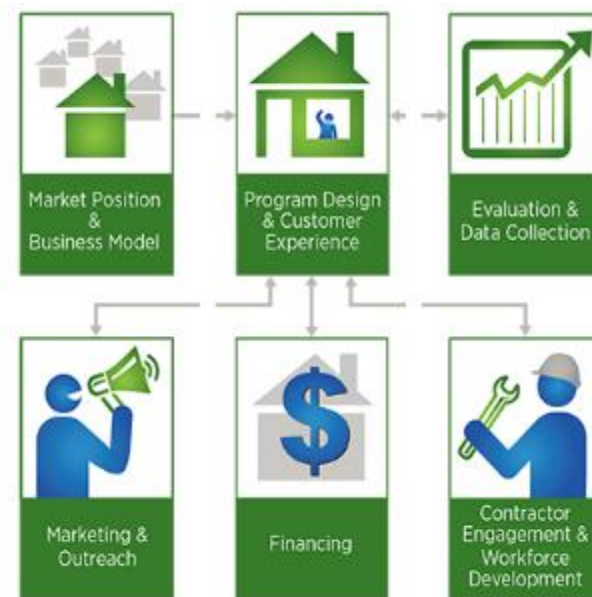 Market Position
&
Business Model
Program Design
& Customer
Experience
Evaluation &
Data Collection
Marketing &
Outreach
$
Financing
Contractor
Engagement &
Workforce
Development